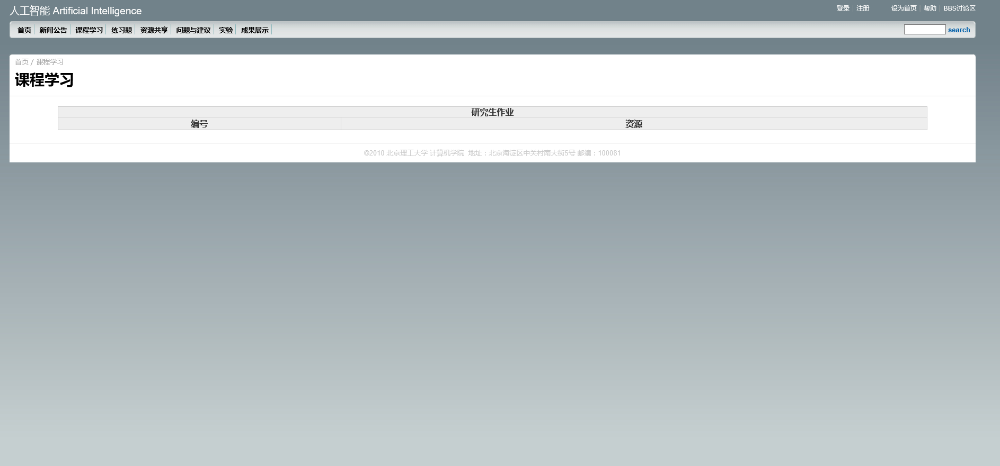 人工智能 Artificial Intelligence
登录 | 注册 设为首页 | 帮助 | BBS讨论区
首页 新闻公告 课程学习 练习题 资源共享 问题与建议 实验 成果展示 search
首页 / 课程学习
课程学习
研究生作业
编号 资源
©2010 北京理工大学 计算机学院 地址：北京海淀区中关村南大街5号 邮编：100081